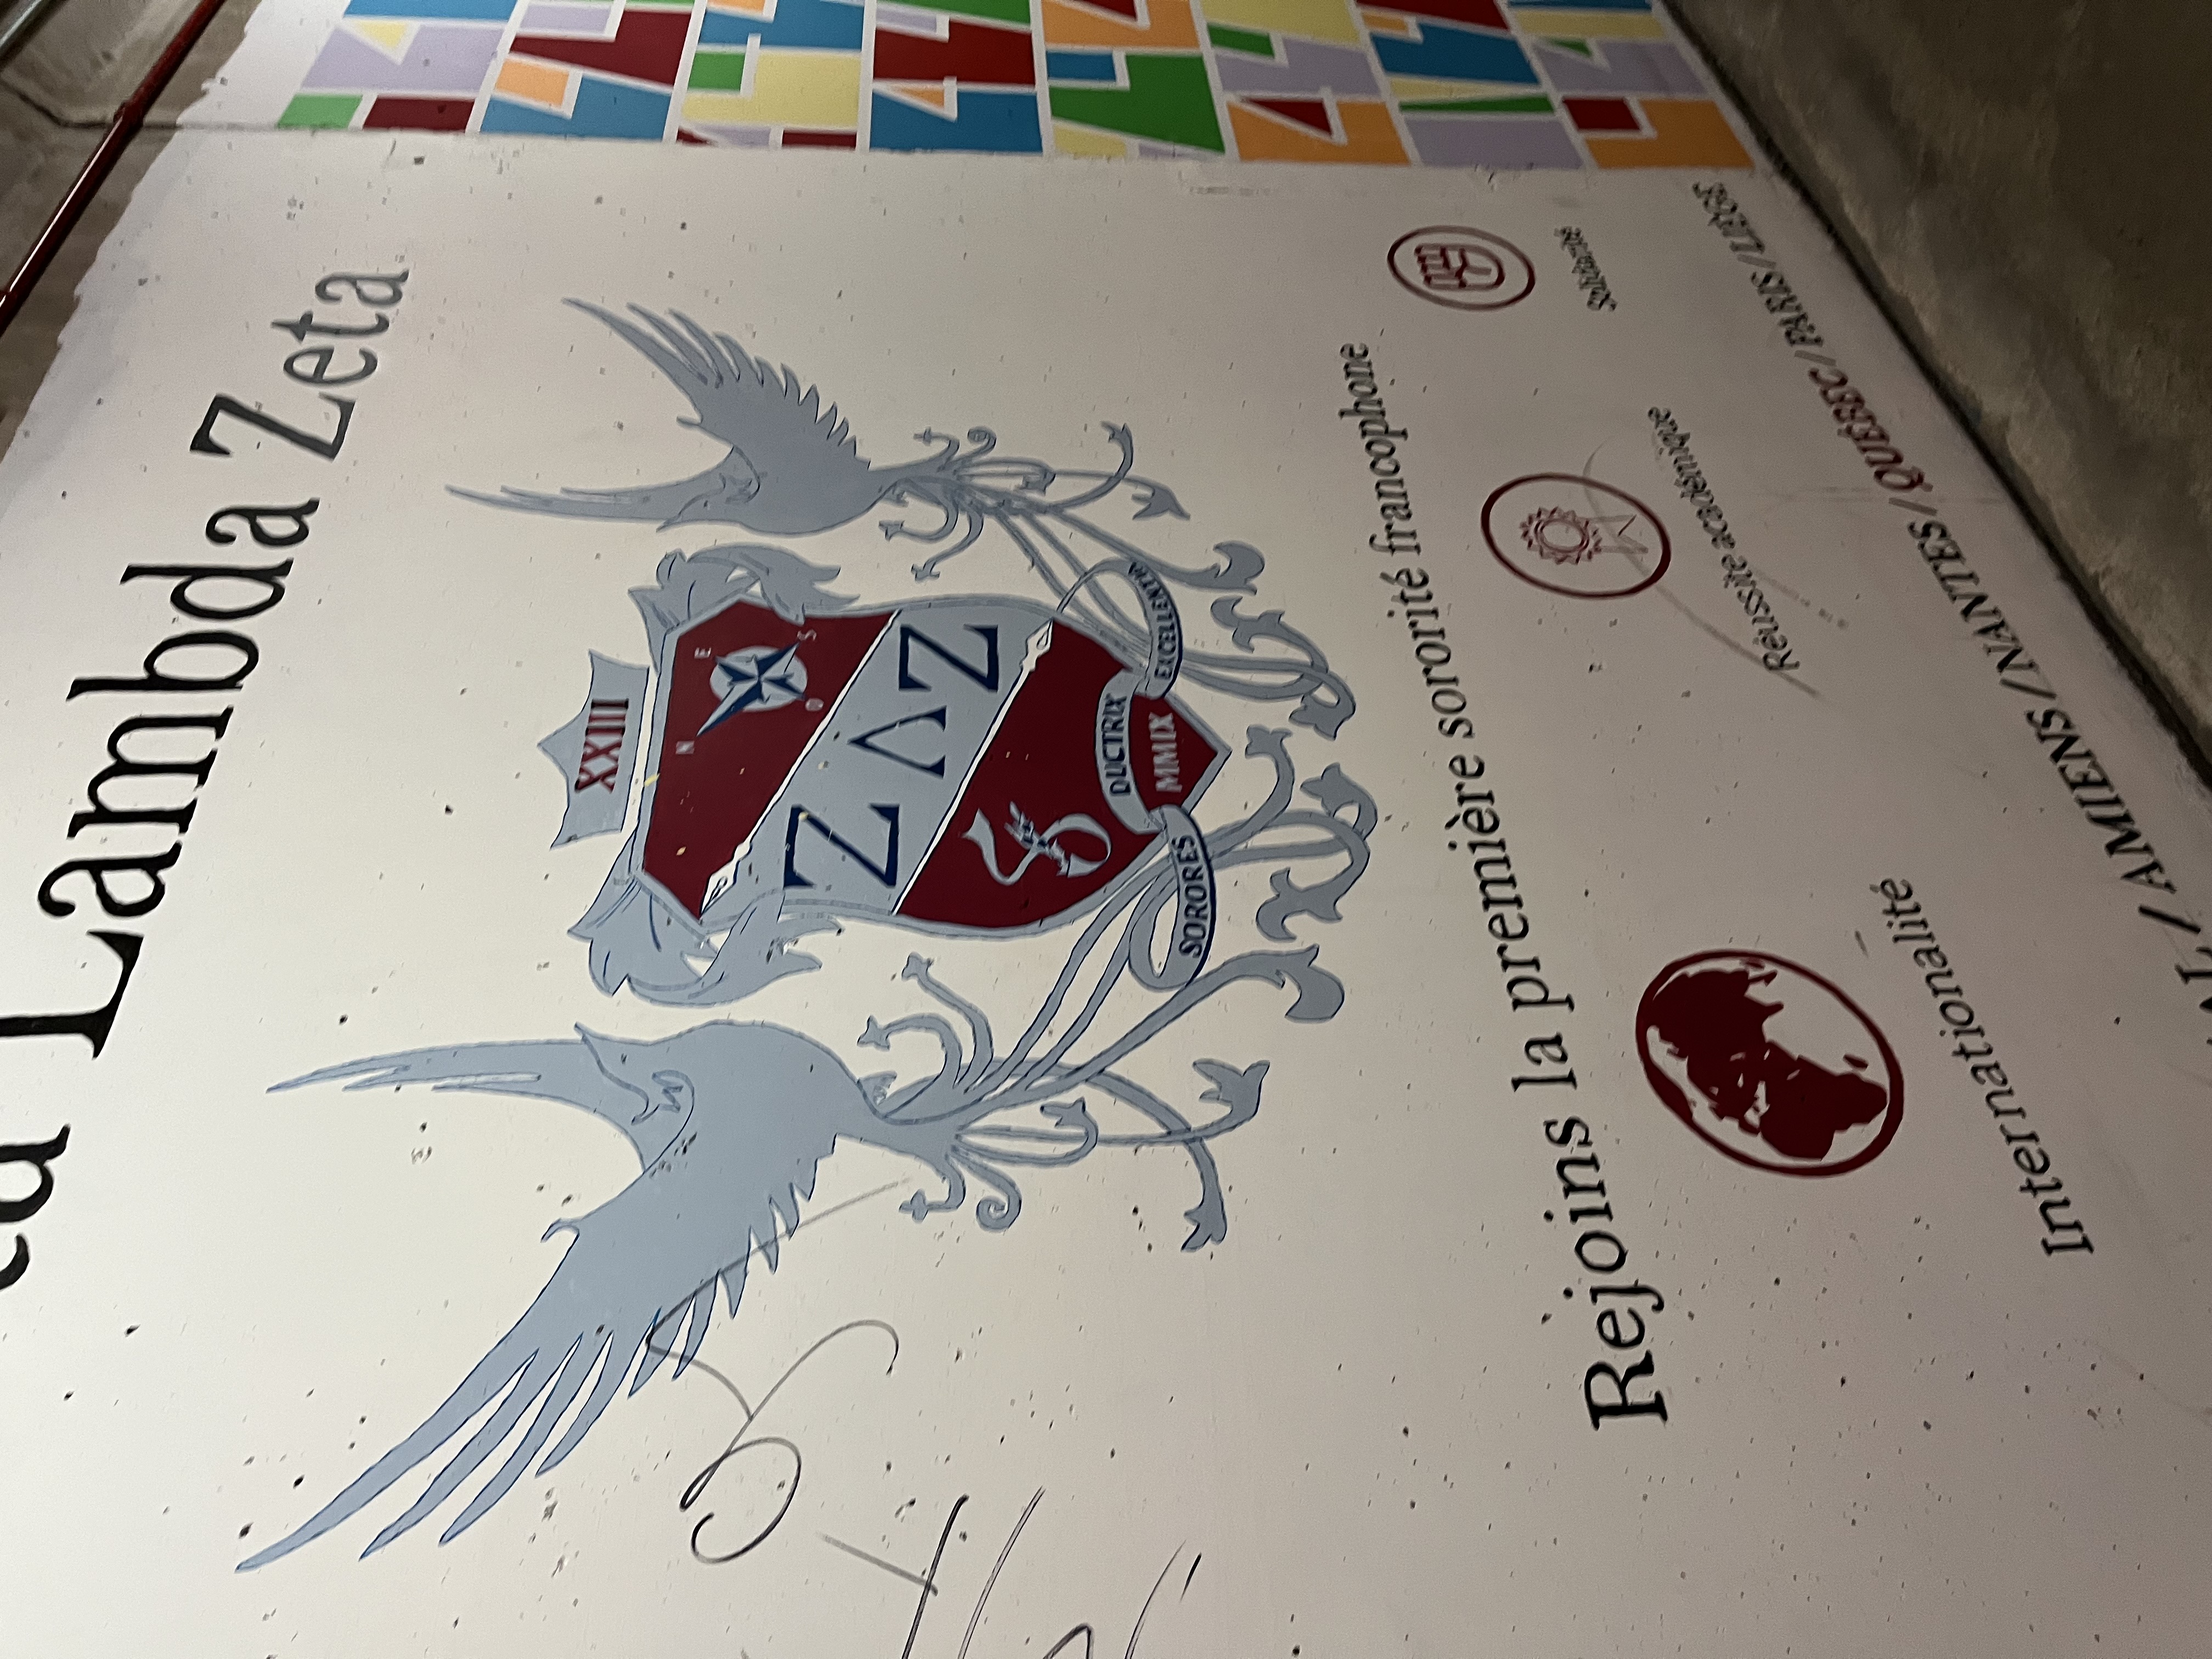 Lambda Zeta
XXIII
N
E
O
S
Z Λ Z
DUCTRIX
SORORES
MMIX
EXCELLENTIA
Rejoins la première sororité francophone
Internationalité
Réussite académique
Solidarité
/ AMIENS / NANTES / QUÉBEC / PARIS / LIÈGE